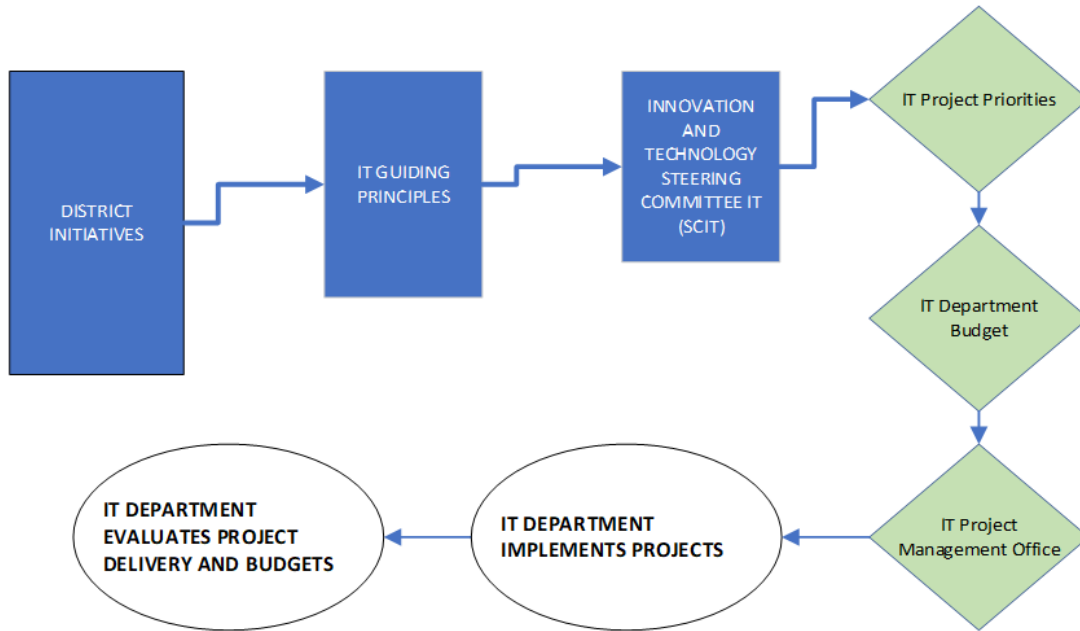 DISTRICT
INITIATIVES
IT GUIDING
PRINCIPLES
INNOVATION
AND
TECHNOLOGY
STEERING
COMMITTEE IT
(SCIT)
IT Project Priorities
IT Department
Budget
IT Project
Management Office
IT DEPARTMENT
IMPLEMENTS PROJECTS
IT DEPARTMENT
EVALUATES PROJECT
DELIVERY AND BUDGETS